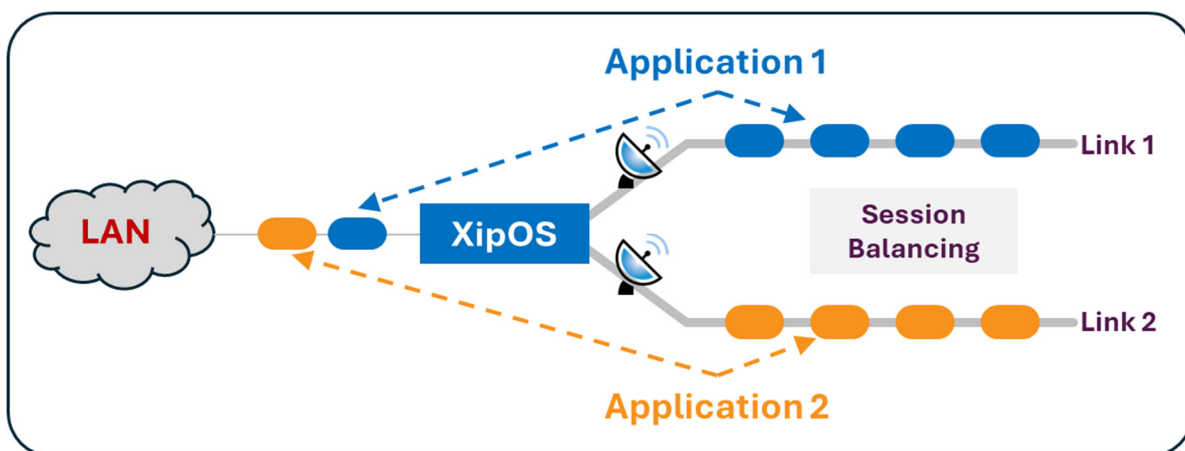 Application 1
Link 1
LAN
XipOS
Session
Balancing
Link 2
Application 2